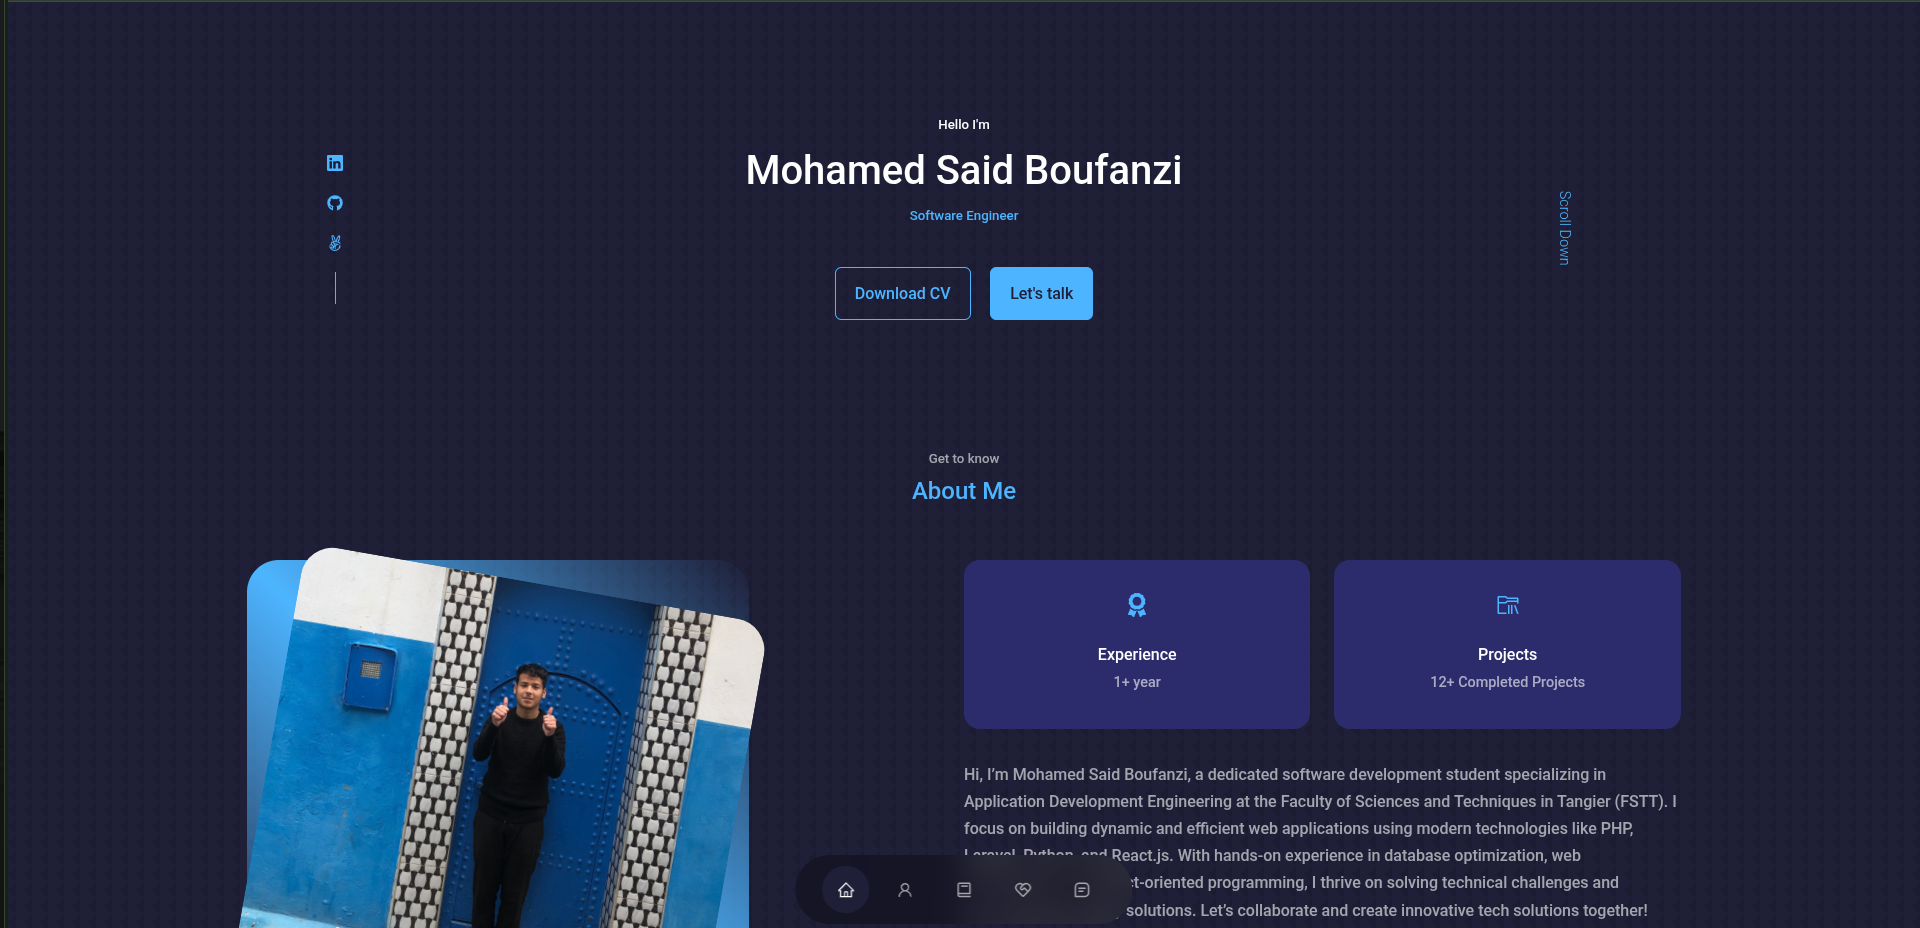 Hello I'm
Mohamed Said Boufanzi
Software Engineer
Download CV
Let's talk
Scroll Down
Get to know
About Me
Experience
1+ year
Projects
12+ Completed Projects
Hi, I’m Mohamed Said Boufanzi, a dedicated software development student specializing in
Application Development Engineering at the Faculty of Sciences and Techniques in Tangier (FSTT). I
focus on building dynamic and efficient web applications using modern technologies like PHP,
Laravel, Python, and React.js. With hands-on experience in database optimization, web
ct-oriented programming, I thrive on solving technical challenges and
solutions. Let’s collaborate and create innovative tech solutions together!